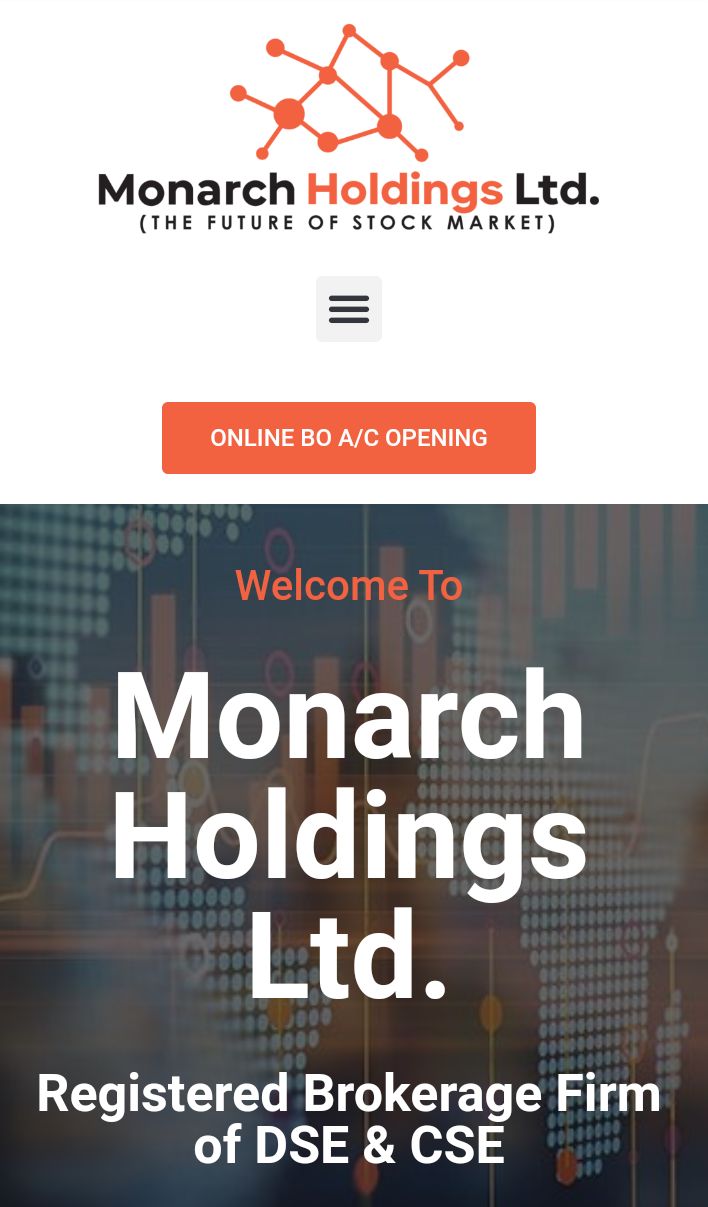 Monarch Holdings Ltd.
(THE FUTURE OF STOCK MARKET)
ONLINE BO A/C OPENING
Welcome To
Monarch
Holdings
Ltd.
Registered Brokerage Firm
of DSE & CSE